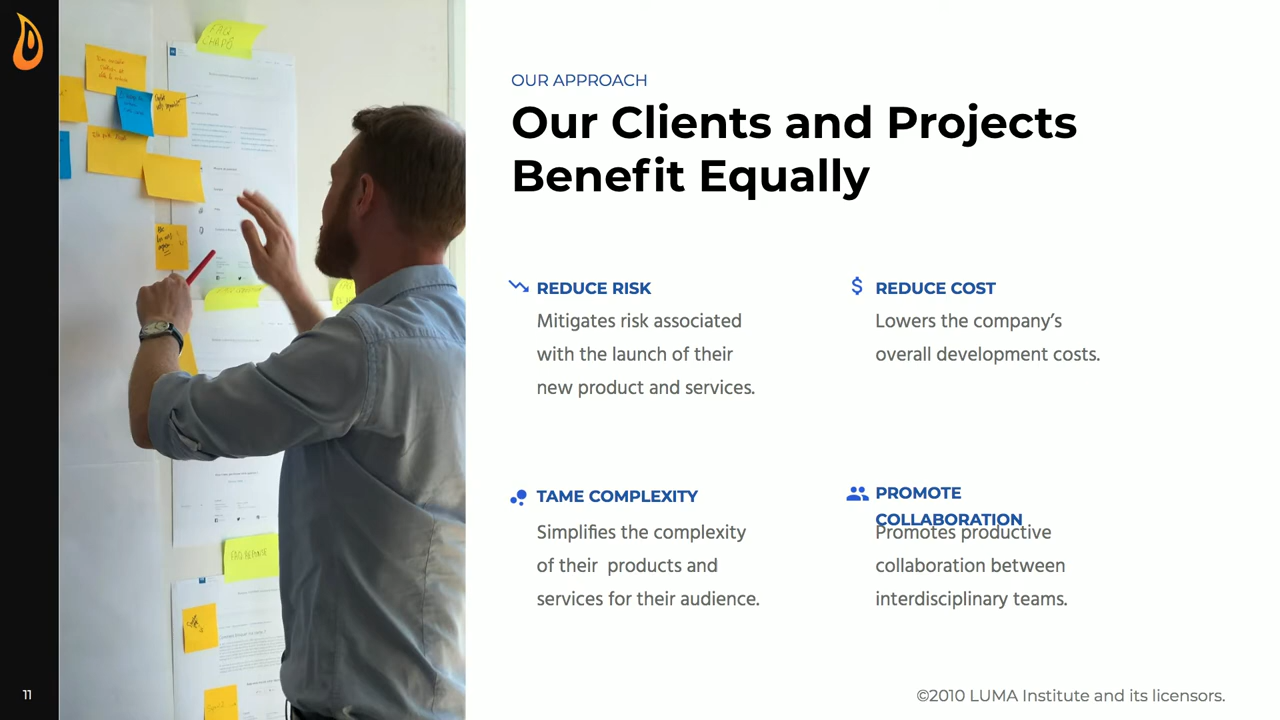 FAQ
OUR APPROACH
Our Clients and Projects
Benefit Equally
REDUCE RISK
Mitigates risk associated
with the launch of their
new product and services.
REDUCE COST
Lowers the company’s
overall development costs.
TAME COMPLEXITY
Simplifies the complexity
of their  products and
services for their audience.
PROMOTE
COLLABORATION
Promotes productive
collaboration between
interdisciplinary teams.
11
©2010 LUMA Institute and its licensors.